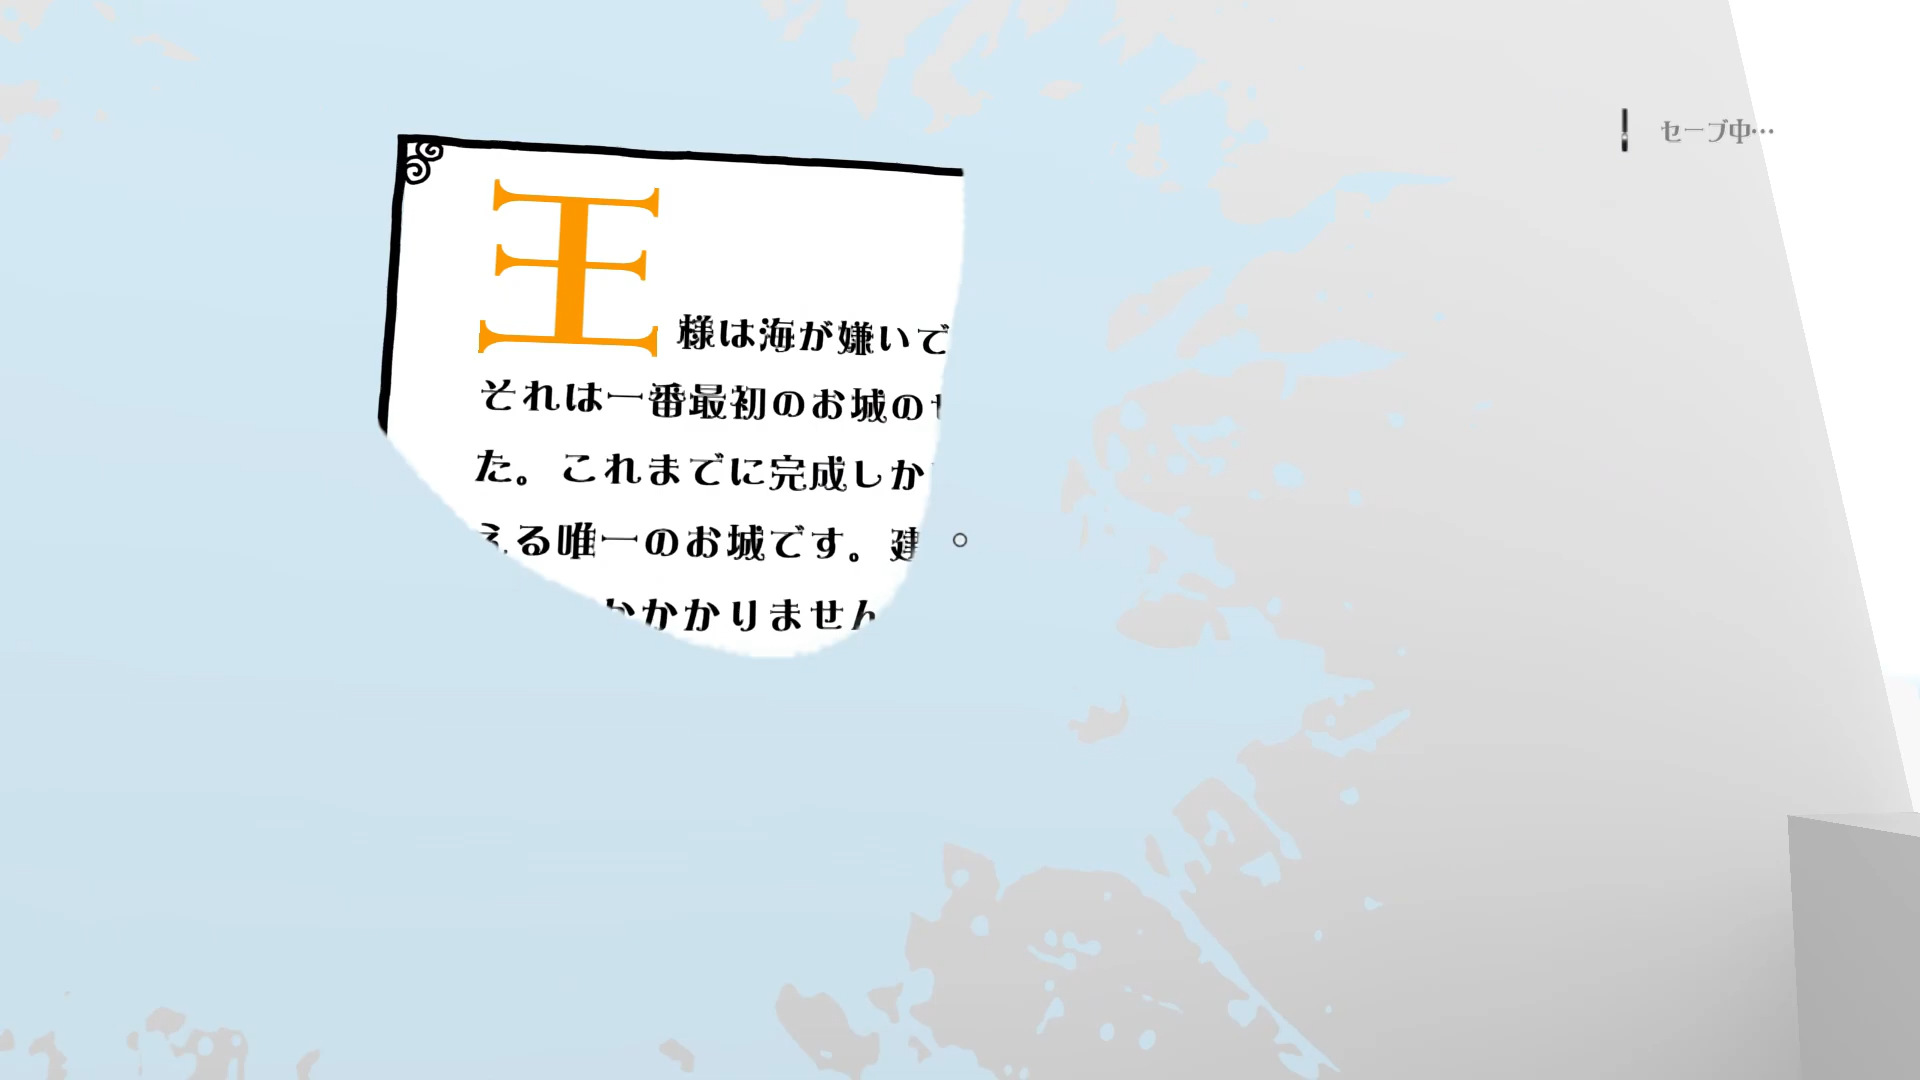 王様は海が嫌いで
それは一番最初のお城の
た。これまでに完成しか
える唯一のお城です。建
かかりません
セーブ中…